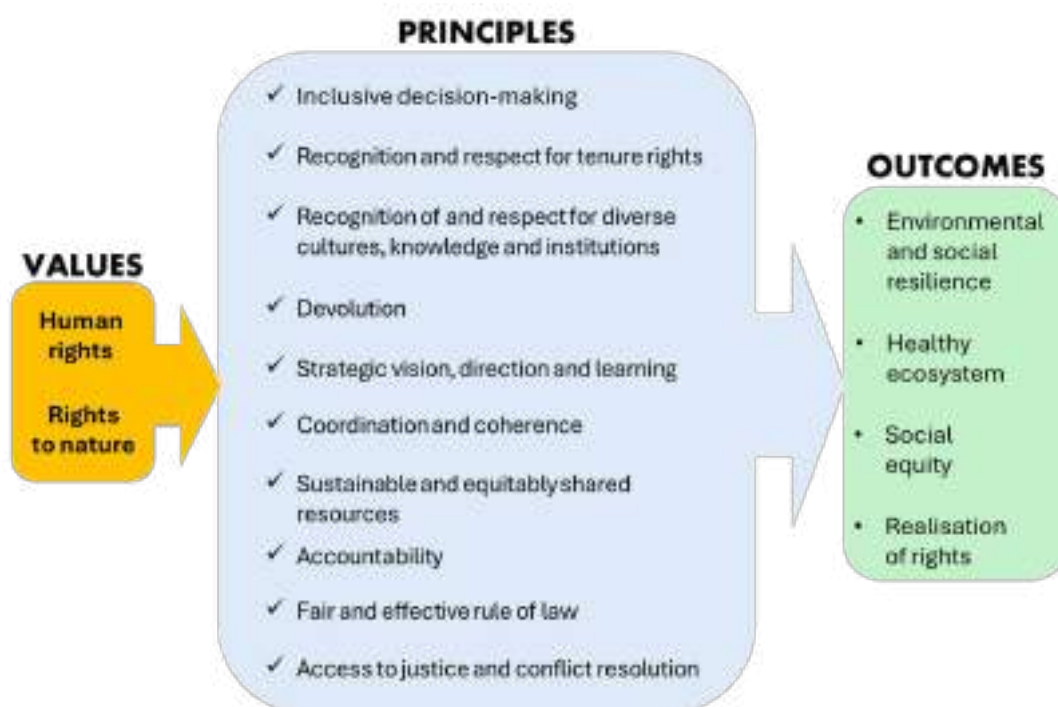 PRINCIPLES
✓ Inclusive decision-making
✓ Recognition and respect for tenure rights
✓ Recognition of and respect for diverse
cultures, knowledge and institutions
✓ Devolution
✓ Strategic vision, direction and learning
✓ Coordination and coherence
✓ Sustainable and equitably shared
resources
✓ Accountability
✓ Fair and effective rule of law
✓ Access to justice and conflict resolution
VALUES
Human
rights
Rights
to nature
OUTCOMES
• Environmental
and social
resilience
• Healthy
ecosystem
• Social
equity
• Realisation
of rights